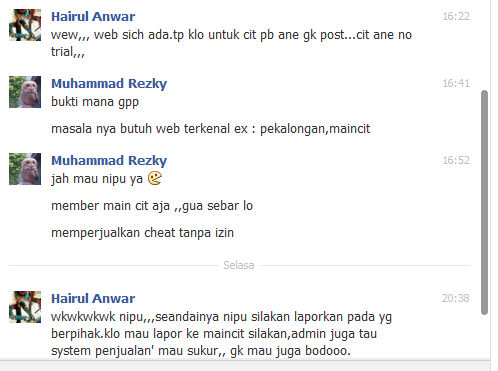 Hairul Anwar 16:22
wew,,, web sich ada.tp klo untuk cit pb ane gk post...cit ane no
trial,,,
Muhammad Rezky 16:41
bukti mana gpp
masala nya butuh web terkenal ex : pekalongan,maincit
Muhammad Rezky 16:52
jah mau nipu ya
member main cit aja ,,gua sebar lo
memperjualkan cheat tanpa izin
Selasa
Hairul Anwar 20:38
wkwkwkwk nipu,,,seandainya nipu silakan laporkan pada yg
berpihak.klo mau lapor ke maincit silakan,admin juga tau
system penjualan' mau sukur,, gk mau juga bodooo.